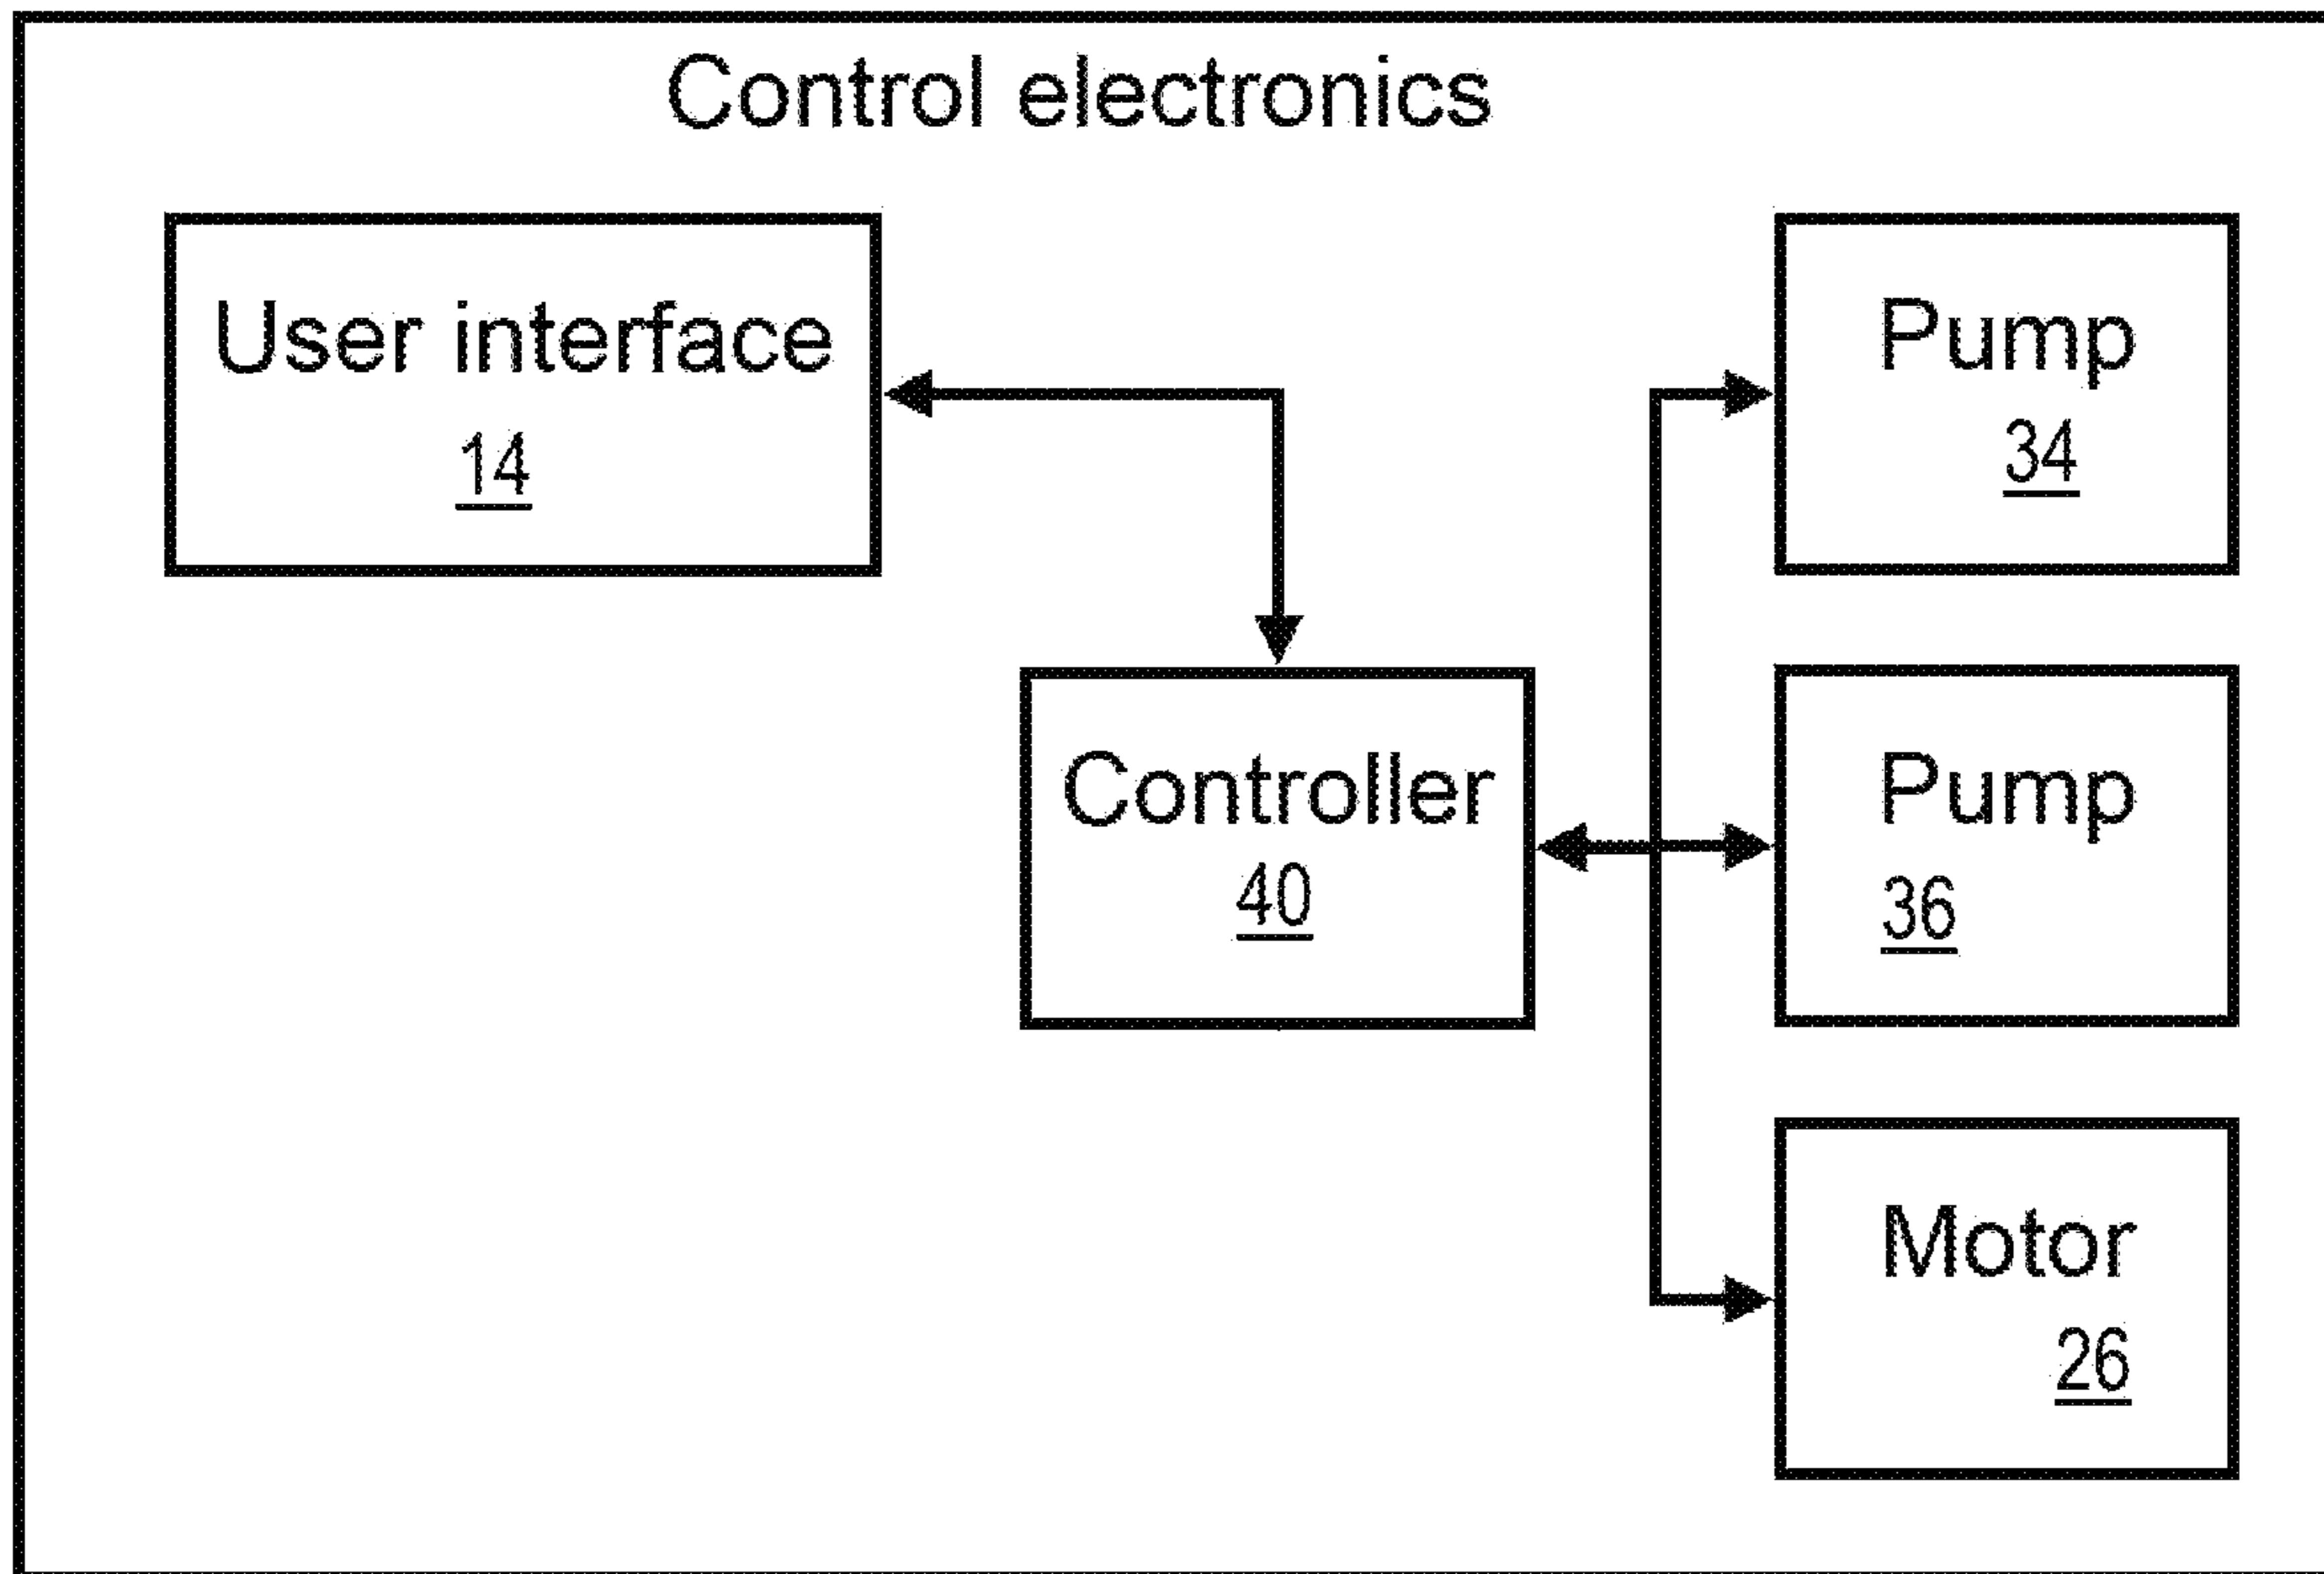 Control electronics
User interface
14
Pump
34
Controller
40
Pump
36
Motor
26